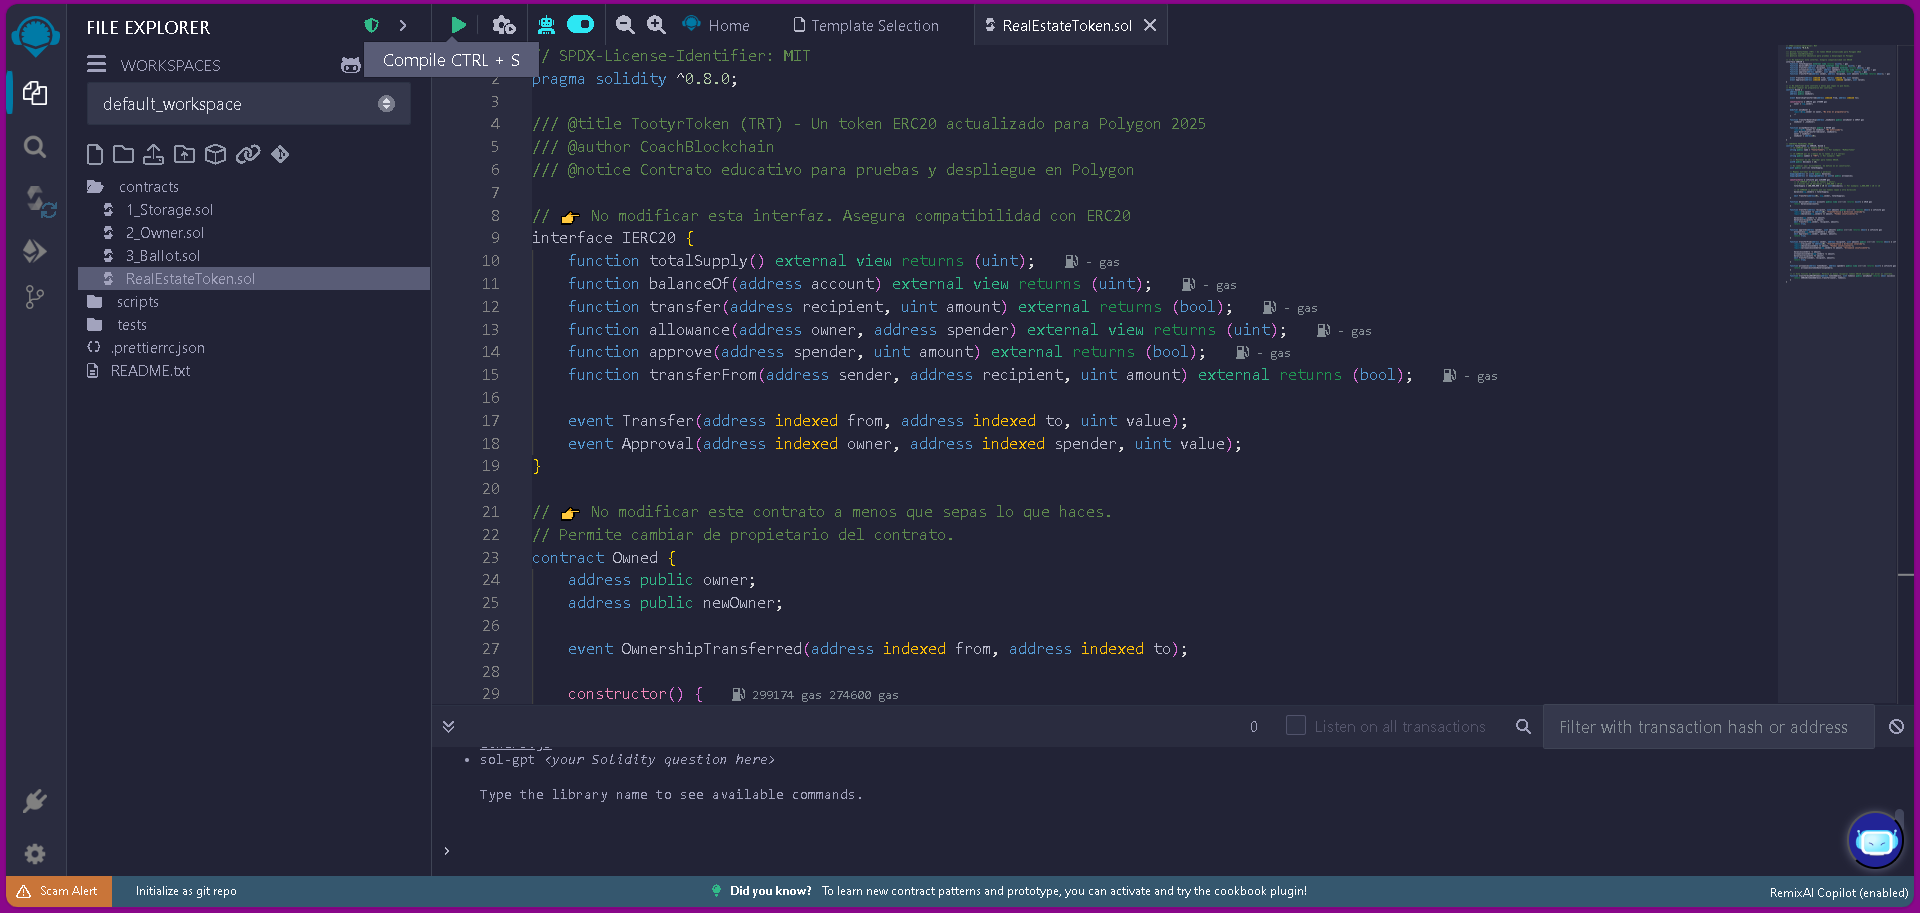 FILE EXPLORER
WORKSPACES
default_workspace
contracts
1_Storage.sol
2_Owner.sol
3_Ballot.sol
RealEstateToken.sol
scripts
tests
.prettierrc.json
README.txt
Compile CTRL + S
Home
Template Selection
RealEstateToken.sol
// SPDX-License-Identifier: MIT
2 pragma solidity ^0.8.0;
3
4 /// @title TootyrToken (TRT) - Un token ERC20 actualizado para Polygon 2025
5 /// @author CoachBlockchain
6 /// @notice Contrato educativo para pruebas y despliegue en Polygon
7
8 // 👉 No modificar esta interfaz. Asegura compatibilidad con ERC20
9 interface IERC20 {
10 function totalSupply() external view returns (uint); - gas
11 function balanceOf(address account) external view returns (uint); - gas
12 function transfer(address recipient, uint amount) external returns (bool); - gas
13 function allowance(address owner, address spender) external view returns (uint); - gas
14 function approve(address spender, uint amount) external returns (bool); - gas
15 function transferFrom(address sender, address recipient, uint amount) external returns (bool); - gas
16
17 event Transfer(address indexed from, address indexed to, uint value);
18 event Approval(address indexed owner, address indexed spender, uint value);
19 }
20
21 // 👉 No modificar este contrato a menos que sepas lo que haces.
22 // Permite cambiar de propietario del contrato.
23 contract Owned {
24 address public owner;
25 address public newOwner;
26
27 event OwnershipTransferred(address indexed from, address indexed to);
28
29 constructor() { 299174 gas 274600 gas
0
Listen on all transactions
Filter with transaction hash or address
• sol-gpt <your Solidity question here>
Type the library name to see available commands.
>
Scam Alert
Initialize as git repo
Did you know? To learn new contract patterns and prototype, you can activate and try the cookbook plugin!
RemixAI Copilot (enabled)